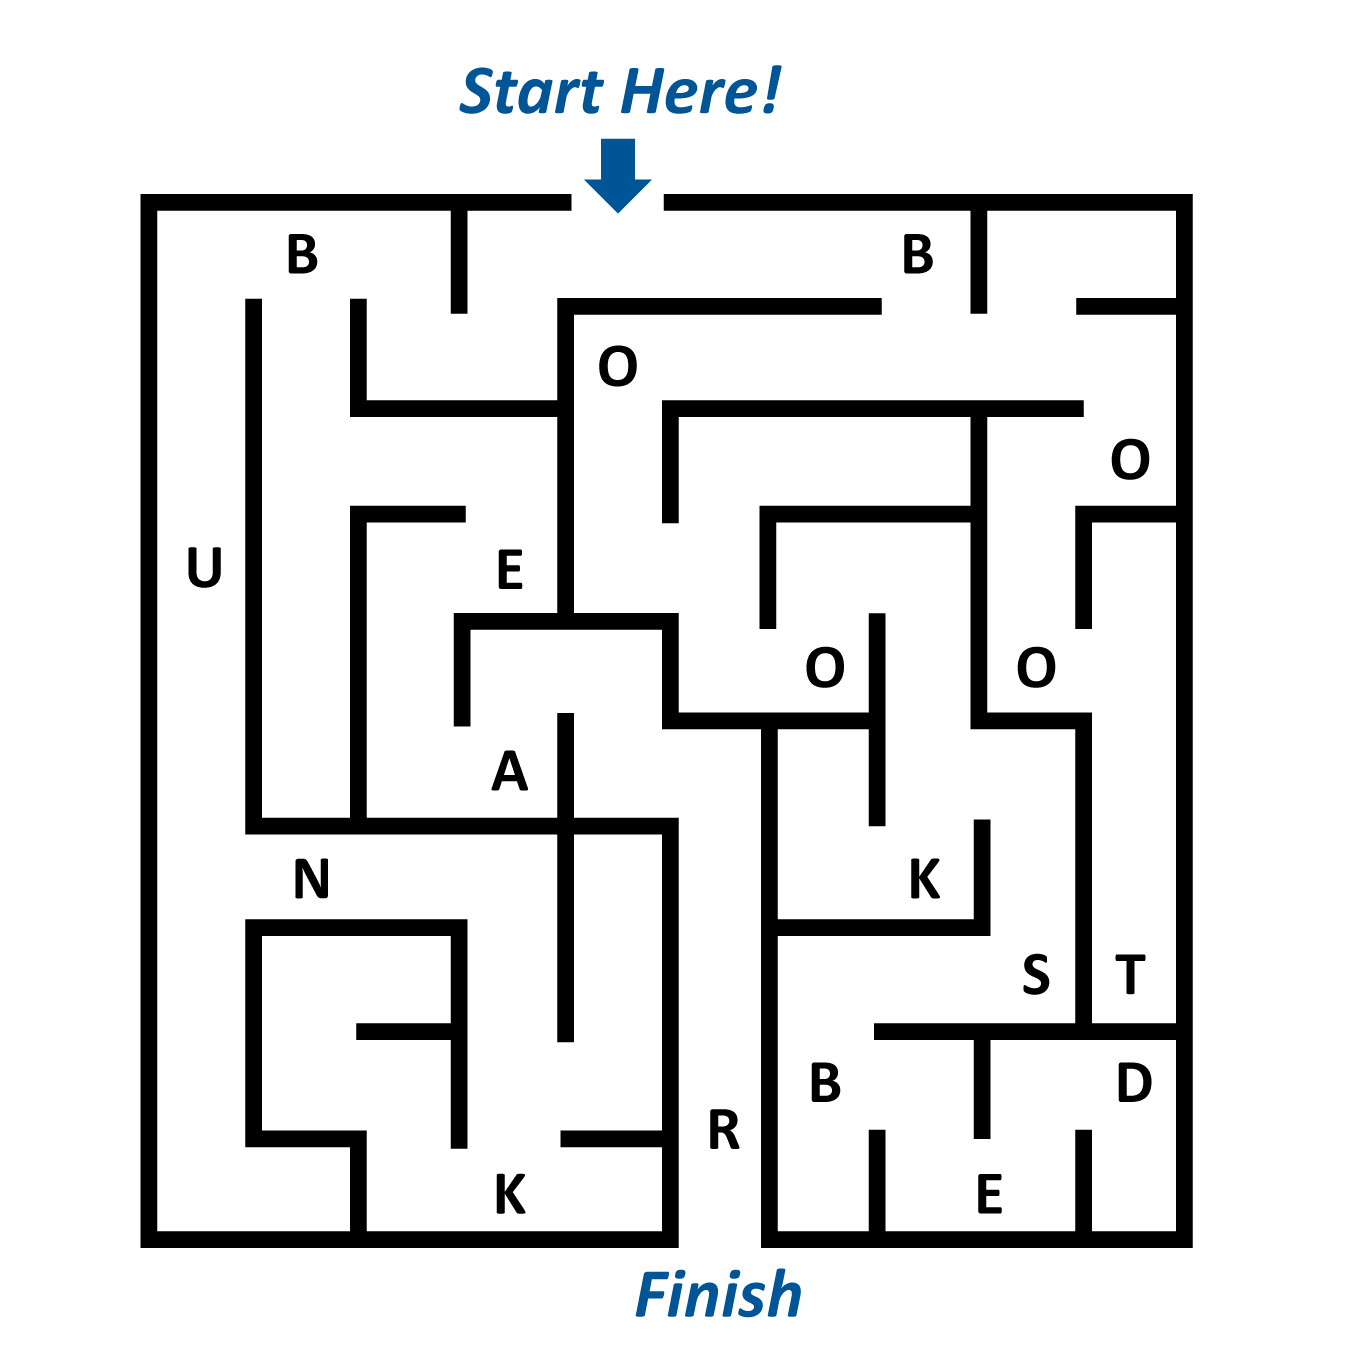 Start Here!
B B
O
O
U E
O O
A
N K
S T
B D
R
K E
Finish